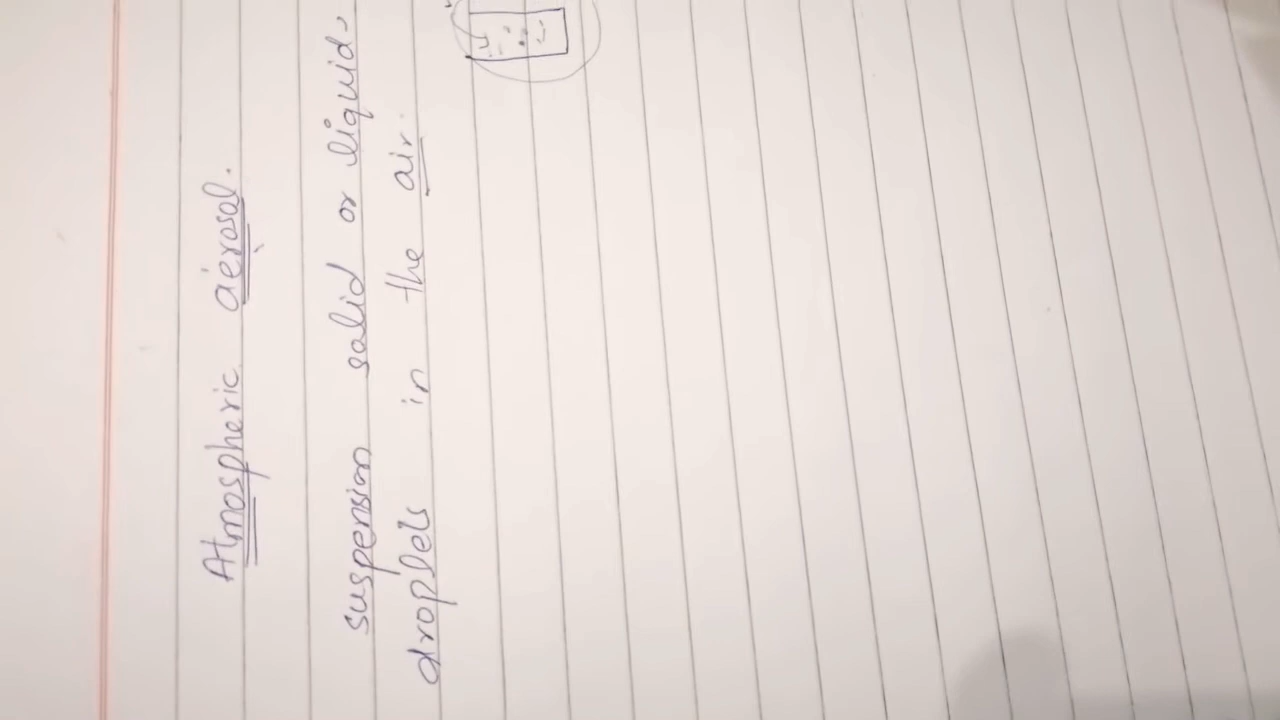 Atmospheric aerosol.
suspension solid or liquid,
droplets in the air.